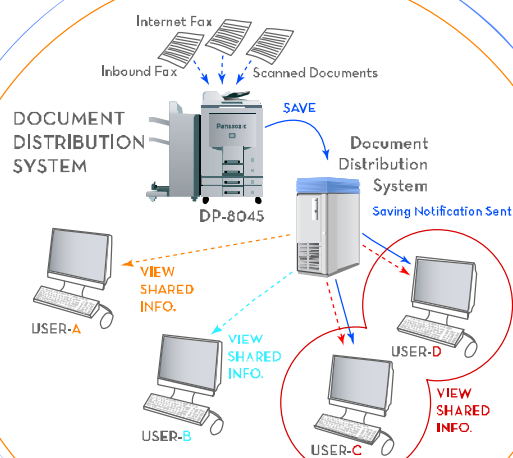 Internet Fax
Inbound Fax
Scanned Documents
DOCUMENT
DISTRIBUTION
SYSTEM
SAVE
Panasonic
DP-8045
Document
Distribution
System
Saving Notification Sent
VIEW
SHARED
INFO.
USER-A
VIEW
SHARED
INFO.
USER-B
USER-D
VIEW
SHARED
INFO.
USER-C